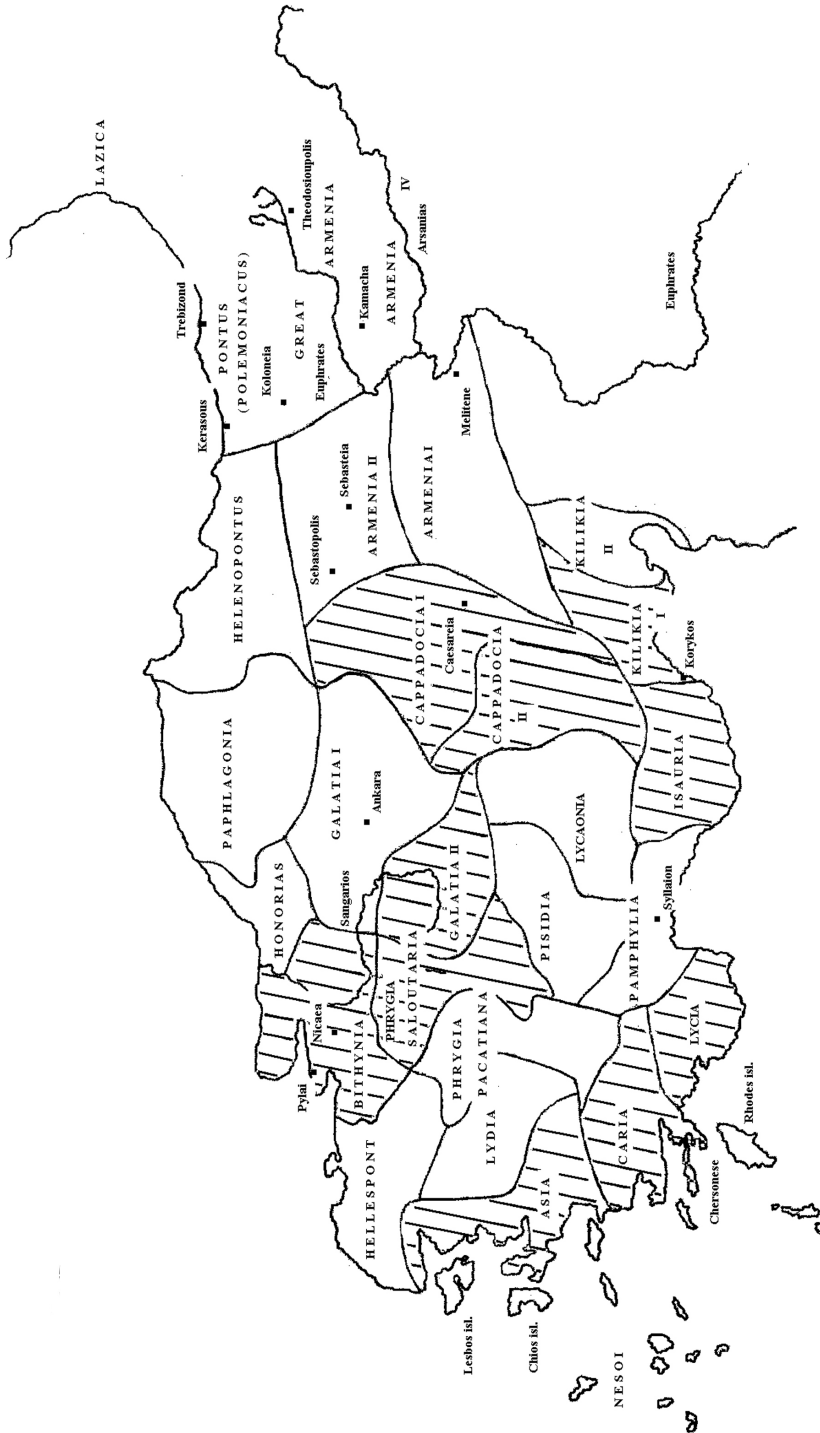 LAZICA
Trebizond
PONTUS
(POLEMONIACUS)
Kerasous
Koloneia
GREAT
ARMENIA
Theodosioupolis
Euphrates
Kamacha
ARMENIA
IV
Arsanias
Euphrates
HELENOPONTUS
Sebastopolis
Sebasteia
ARMENIA II
ARMENIAI
Melitene
PAPHLAGONIA
GALATIA I
Ankara
CAPPADOCIA I
Caesareia
CAPPADOCIA
II
KILIKIA
II
KILIKIA
I
Korykos
ISAURIA
HONORIAS
Sangarios
GALATIA II
LYCAONIA
PISIDIA
PAMPHYLIA
Syllaion
Pylai
Nicaea
BITHYNIA
PHRYGIA
SALOUTARIA
PHRYGIA
PACATIANA
LYCIA
HELLESPONT
LYDIA
ASIA
CARIA
Rhodes isl.
Chersonese
Lesbos isl.
Chios isl.
NESOI